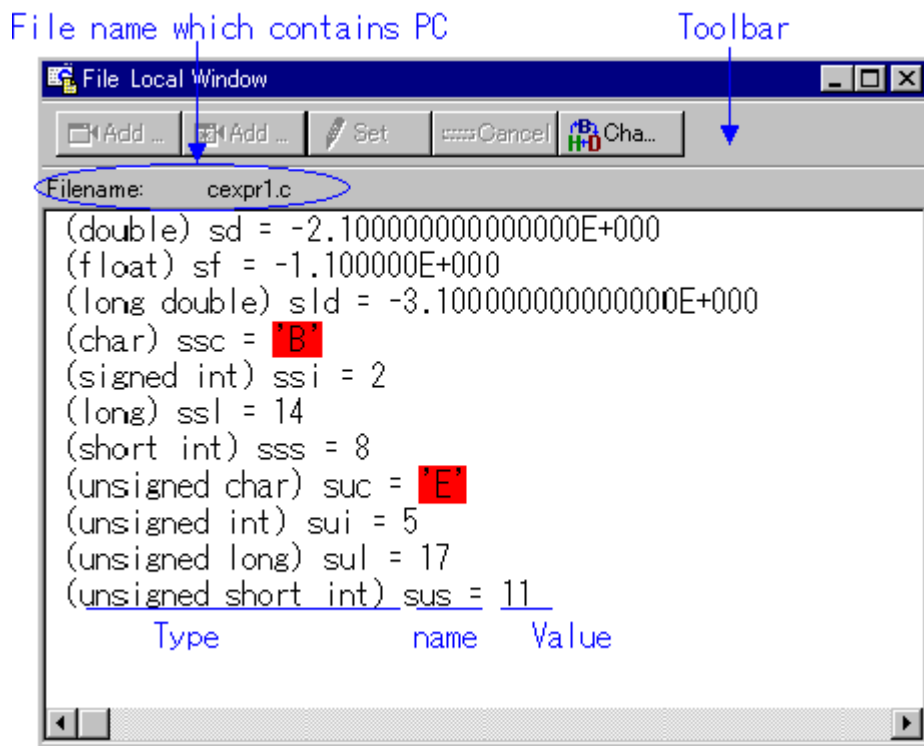 File name which contains PC
Toolbar
File Local Window
Add ... Add ... Set Cancel Cha...
Filename: cexpr1.c
(double) sd = -2.100000000000000E+000
(float) sf = -1.100000E+000
(long double) sld = -3.100000000000000E+000
(char) ssc = 'B'
(signed int) ssi = 2
(long) ssl = 14
(short int) sss = 8
(unsigned char) suc = 'E'
(unsigned int) sui = 5
(unsigned long) sul = 17
(unsigned short int) sus = 11
Type name Value